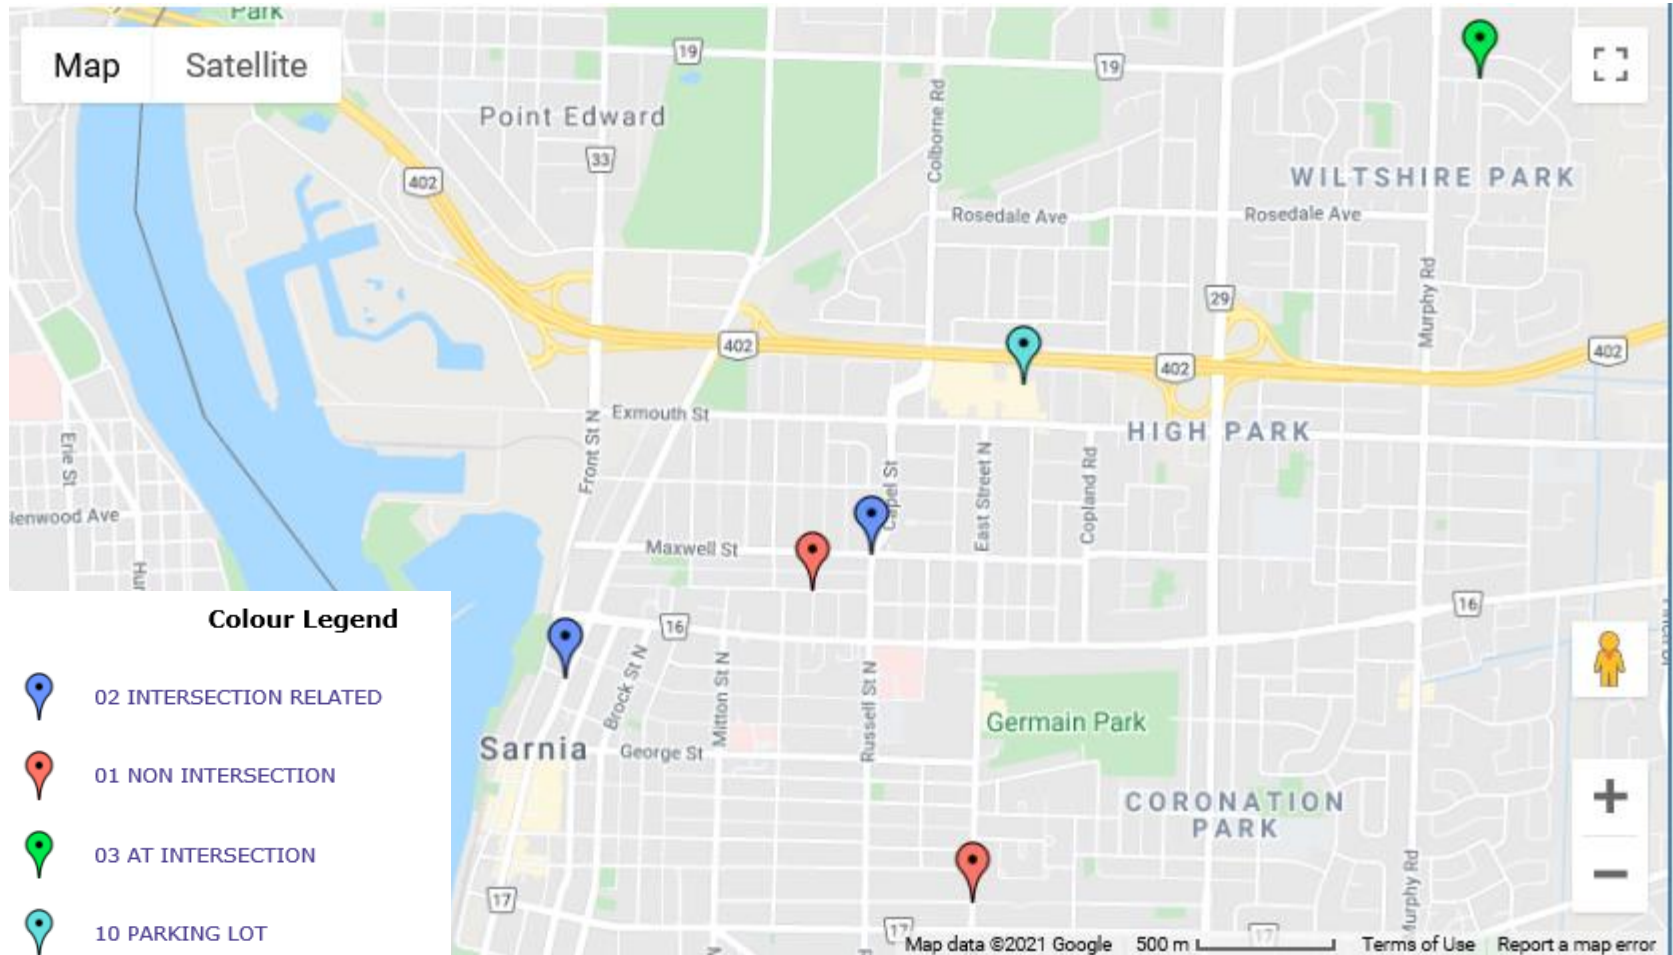 Park
Map
Satellite
19
19
Point Edward
Colborne Rd
33
402
WILTSHIRE PARK
Rosedale Ave
Rosedale Ave
Murphy Rd
29
402
402
402
Exmouth St
Front St N
HIGH PARK
Erie St
Capel St
East Street N
Copland Rd
lenwood Ave
Maxwell St
Hur
16
16
Colour Legend
02 INTERSECTION RELATED
01 NON INTERSECTION
03 AT INTERSECTION
10 PARKING LOT
Brock St N
Mitton St N
Russell St N
Germain Park
Sarnia
George St
CORONATION
PARK
Murphy Rd
17
17
17
N
Map data ©2021 Google
500 m
Terms of Use
Report a map error